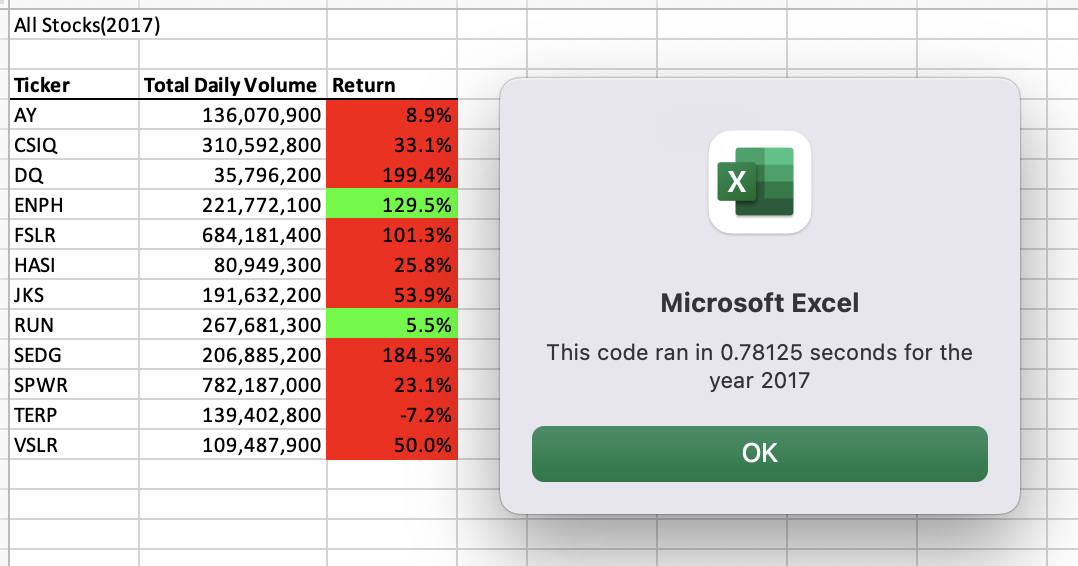 All Stocks(2017)
Ticker Total Daily Volume Return
AY 136,070,900 8.9%
CSIQ 310,592,800 33.1%
DQ 35,796,200 199.4%
ENPH 221,772,100 129.5%
FSLR 684,181,400 101.3%
HASI 80,949,300 25.8%
JKS 191,632,200 53.9%
RUN 267,681,300 5.5%
SEDG 206,885,200 184.5%
SPWR 782,187,000 23.1%
TERP 139,402,800 -7.2%
VSLR 109,487,900 50.0%
X
Microsoft Excel
This code ran in 0.78125 seconds for the
year 2017
OK